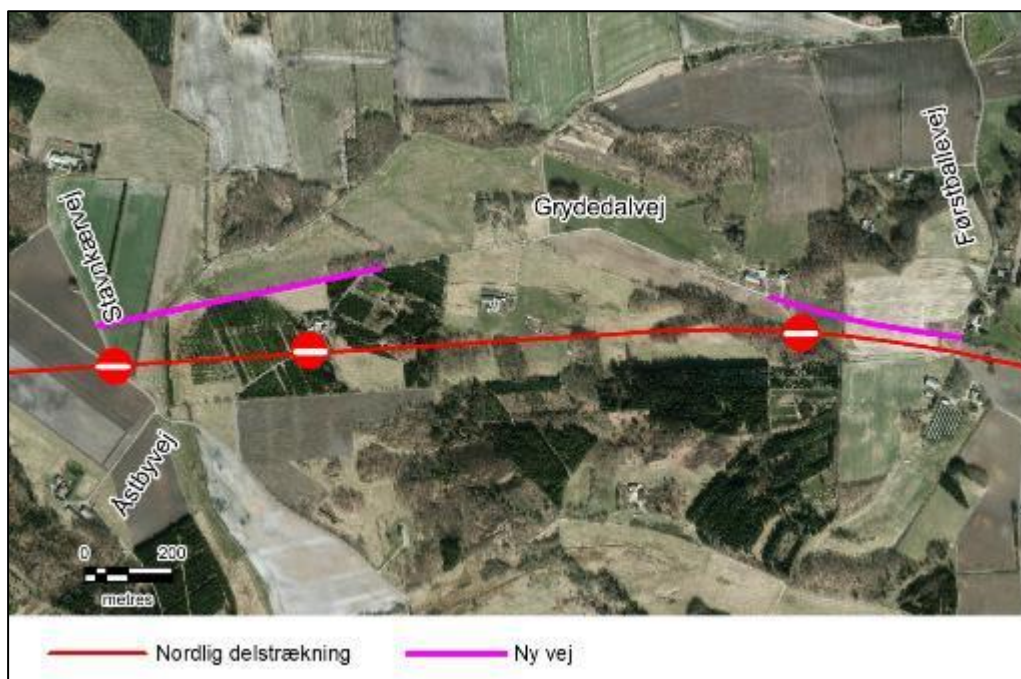 Stavnkærvej
Grydedalvej
Førstballevej
Åstbyvej
0 200
metres
Nordlig delstrækning
Ny vej